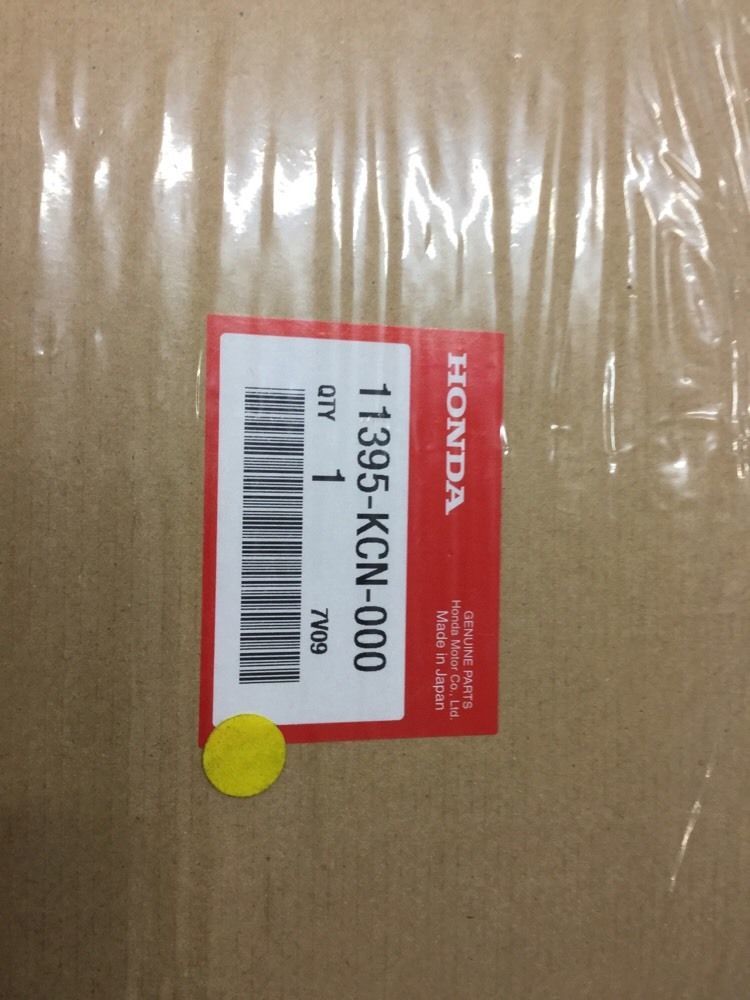 HONDA
GENUINE PARTS
Honda Motor Co., Ltd.
Made in Japan
11395-KCN-000
QTY 1 7V09